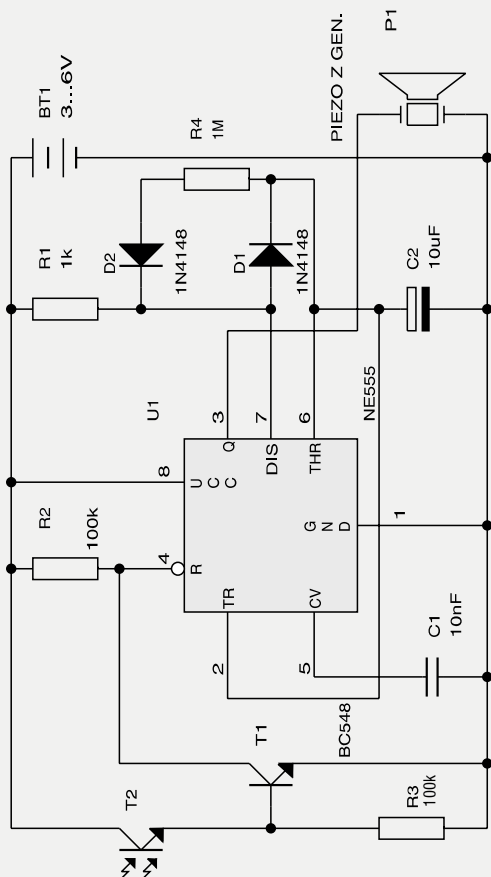 BT1
3...6V
R4
1M
PIEZO Z GEN.
P1
R1
1k
D2
1N4148
D1
1N4148
C2
10uF
U1
3
7
6
NE555
8
Q
DIS
THR
U
C
C
R2
100k
4
R
G
N
D
1
TR
CV
2
5
C1
10nF
T1
BC548
T2
R3
100k